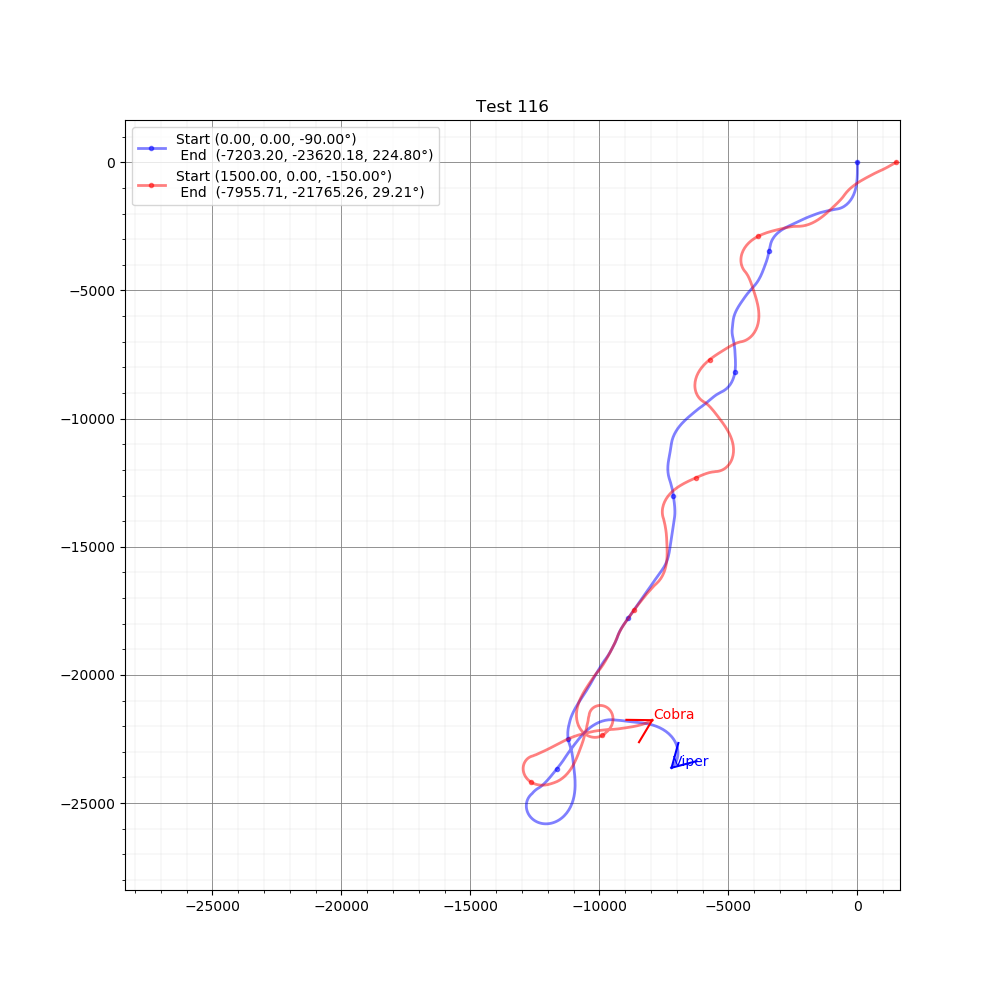 Test 116
Start (0.00, 0.00, -90.00°)
End (-7203.20, -23620.18, 224.80°)
Start (1500.00, 0.00, -150.00°)
End (-7955.71, -21765.26, 29.21°)
0
−5000
−10000
−15000
−20000
−25000
Cobra
Viper
−25000 −20000 −15000 −10000 −5000 0